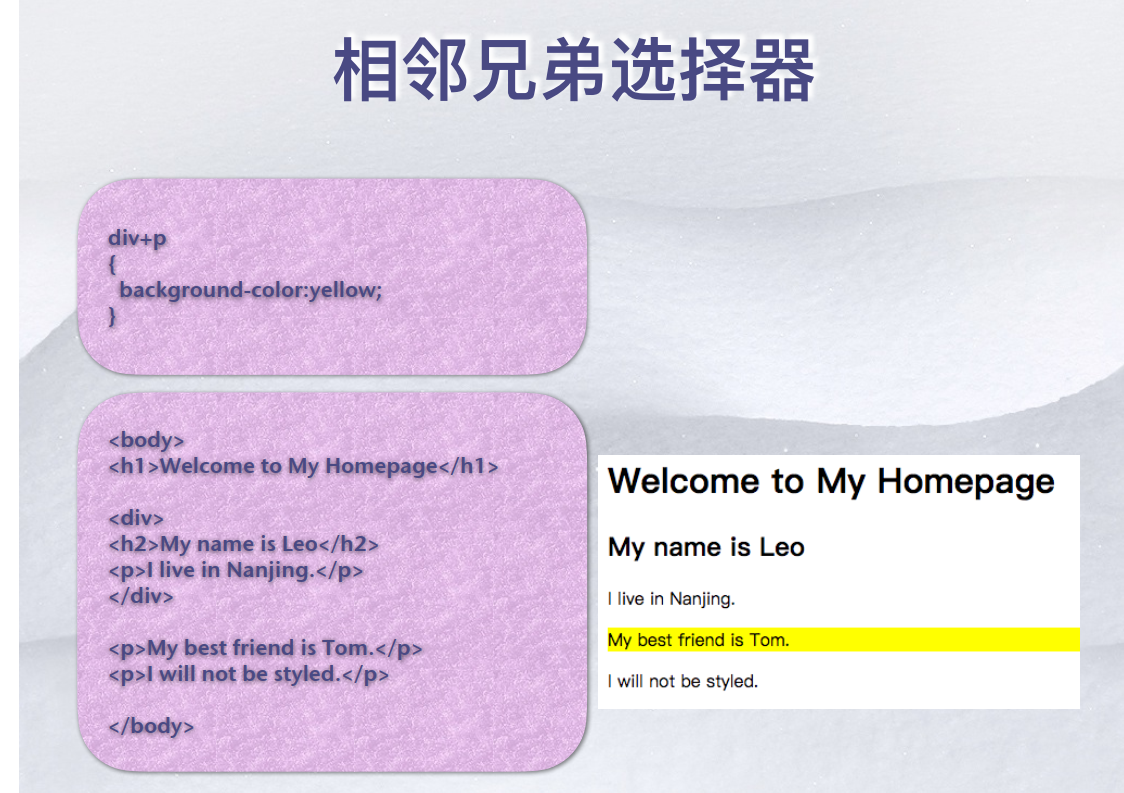 相邻兄弟选择器
div+p
{
  background-color:yellow;
}
<body>
<h1>Welcome to My Homepage</h1>
<div>
<h2>My name is Leo</h2>
<p>I live in Nanjing.</p>
</div>
<p>My best friend is Tom.</p>
<p>I will not be styled.</p>
</body>
Welcome to My Homepage
My name is Leo
I live in Nanjing.
My best friend is Tom.
I will not be styled.